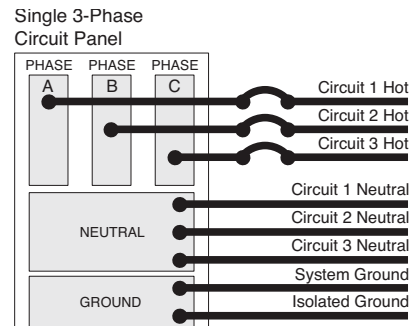 Single 3-Phase
Circuit Panel
PHASE PHASE PHASE
A B C
Circuit 1 Hot
Circuit 2 Hot
Circuit 3 Hot
Circuit 1 Neutral
Circuit 2 Neutral
NEUTRAL
Circuit 3 Neutral
System Ground
GROUND
Isolated Ground